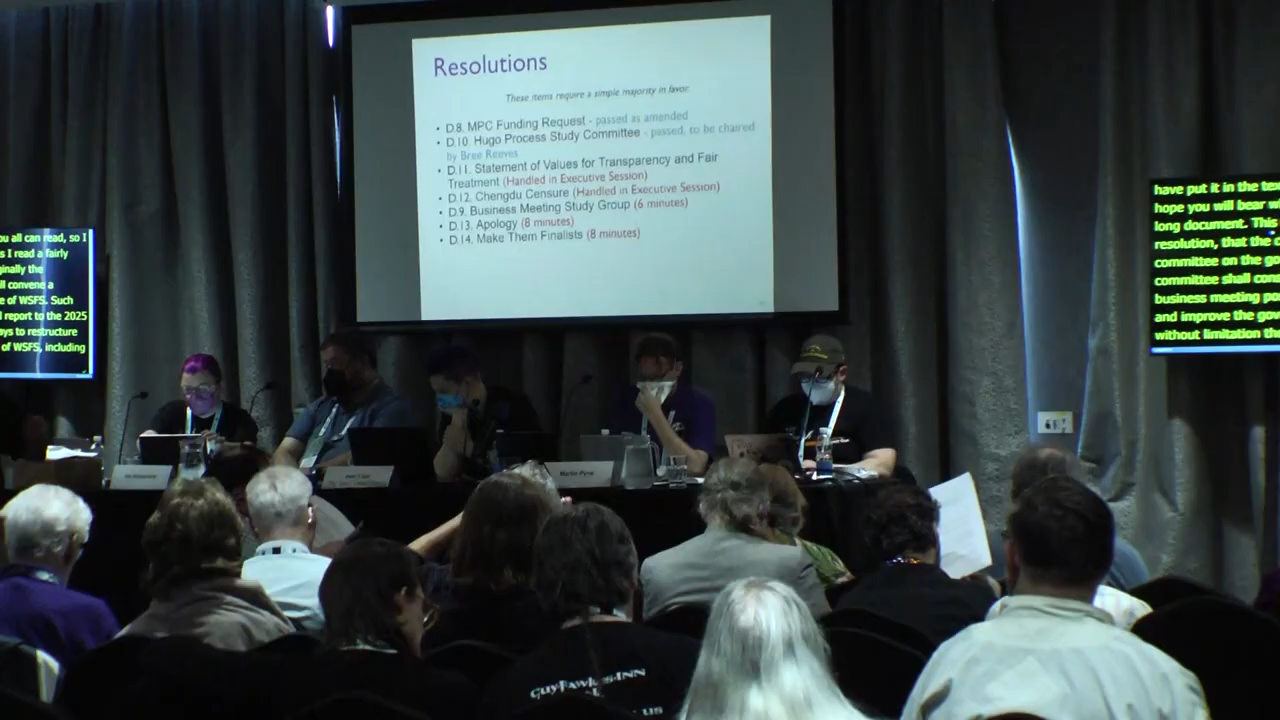 Resolutions
These items require a simple majority in favor.
• D.8. MPC Funding Request - passed as amended
• D.10. Hugo Process Study Committee - passed, to be chaired
by Bree Reeves
• D.11. Statement of Values for Transparency and Fair
Treatment (Handled in Executive Session)
• D.12. Chengdu Censure (Handled in Executive Session)
• D.9. Business Meeting Study Group (6 minutes)
• D.13. Apology (8 minutes)
• D.14. Make Them Finalists (8 minutes)
ou all can read, so I
s I read a fairly
ginally the
ll convene a
e of WSFS. Such
l report to the 2025
ays to restructure
of WSFS, including
have put it in the tex
hope you will bear wi
long document. This
resolution, that the c
committee on the go
committee shall cons
business meeting po
and improve the gov
without limitation th
Martin Pyne
GUY FAWKES INN
US